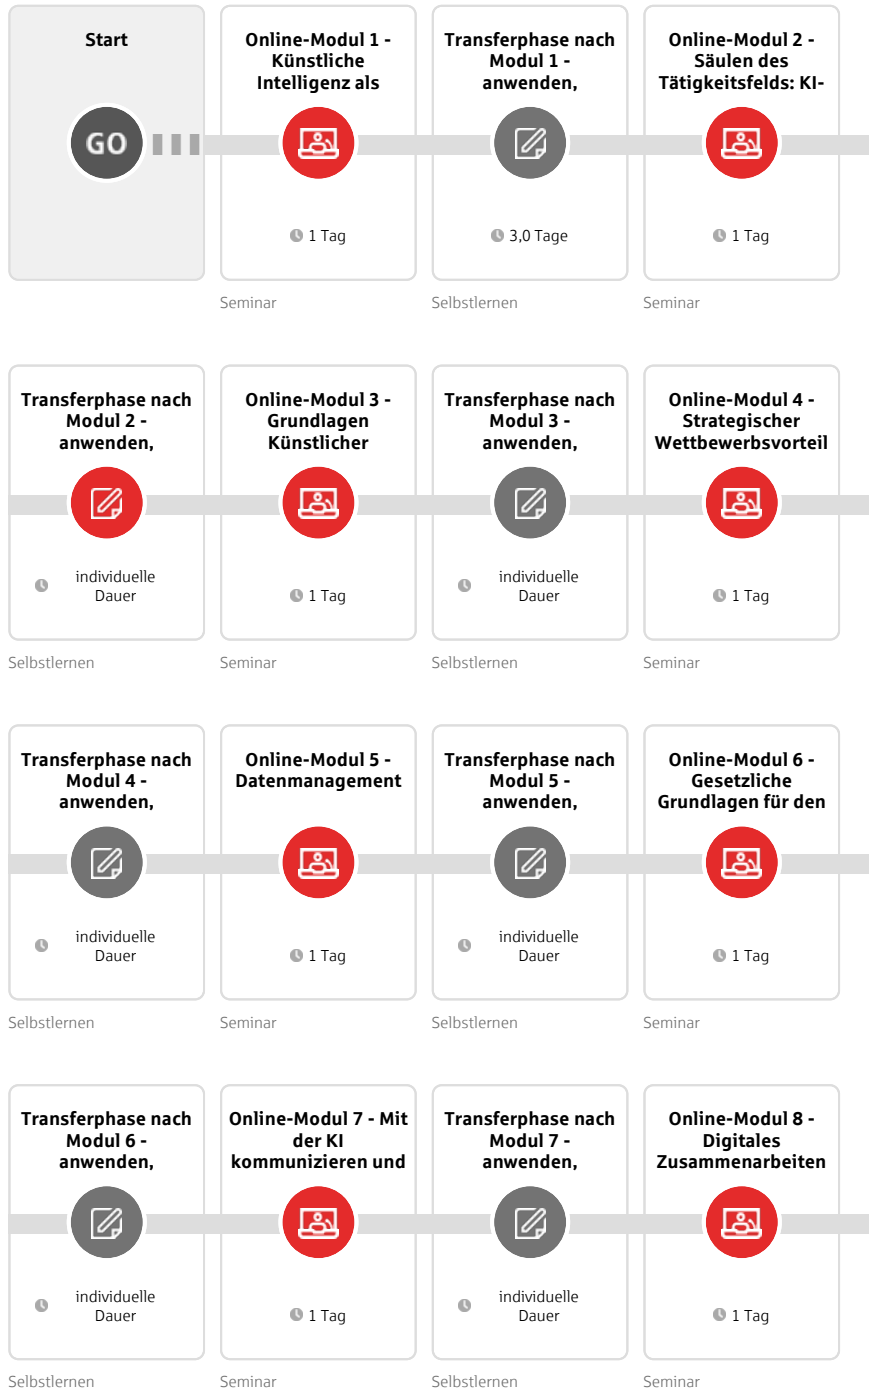 Start
GO
Online-Modul 1 -
Künstliche
Intelligenz als
1 Tag
Seminar
Transferphase nach
Modul 1 -
anwenden,
3,0 Tage
Selbstlernen
Online-Modul 2 -
Säulen des
Tätigkeitsfelds: KI-
1 Tag
Seminar
Transferphase nach
Modul 2 -
anwenden,
individuelle
Dauer
Selbstlernen
Online-Modul 3 -
Grundlagen
Künstlicher
1 Tag
Seminar
Transferphase nach
Modul 3 -
anwenden,
individuelle
Dauer
Selbstlernen
Online-Modul 4 -
Strategischer
Wettbewerbsvorteil
1 Tag
Seminar
Transferphase nach
Modul 4 -
anwenden,
individuelle
Dauer
Selbstlernen
Online-Modul 5 -
Datenmanagement
1 Tag
Seminar
Transferphase nach
Modul 5 -
anwenden,
individuelle
Dauer
Selbstlernen
Online-Modul 6 -
Gesetzliche
Grundlagen für den
1 Tag
Seminar
Transferphase nach
Modul 6 -
anwenden,
individuelle
Dauer
Selbstlernen
Online-Modul 7 - Mit
der KI
kommunizieren und
1 Tag
Seminar
Transferphase nach
Modul 7 -
anwenden,
individuelle
Dauer
Selbstlernen
Online-Modul 8 -
Digitales
Zusammenarbeiten
1 Tag
Seminar